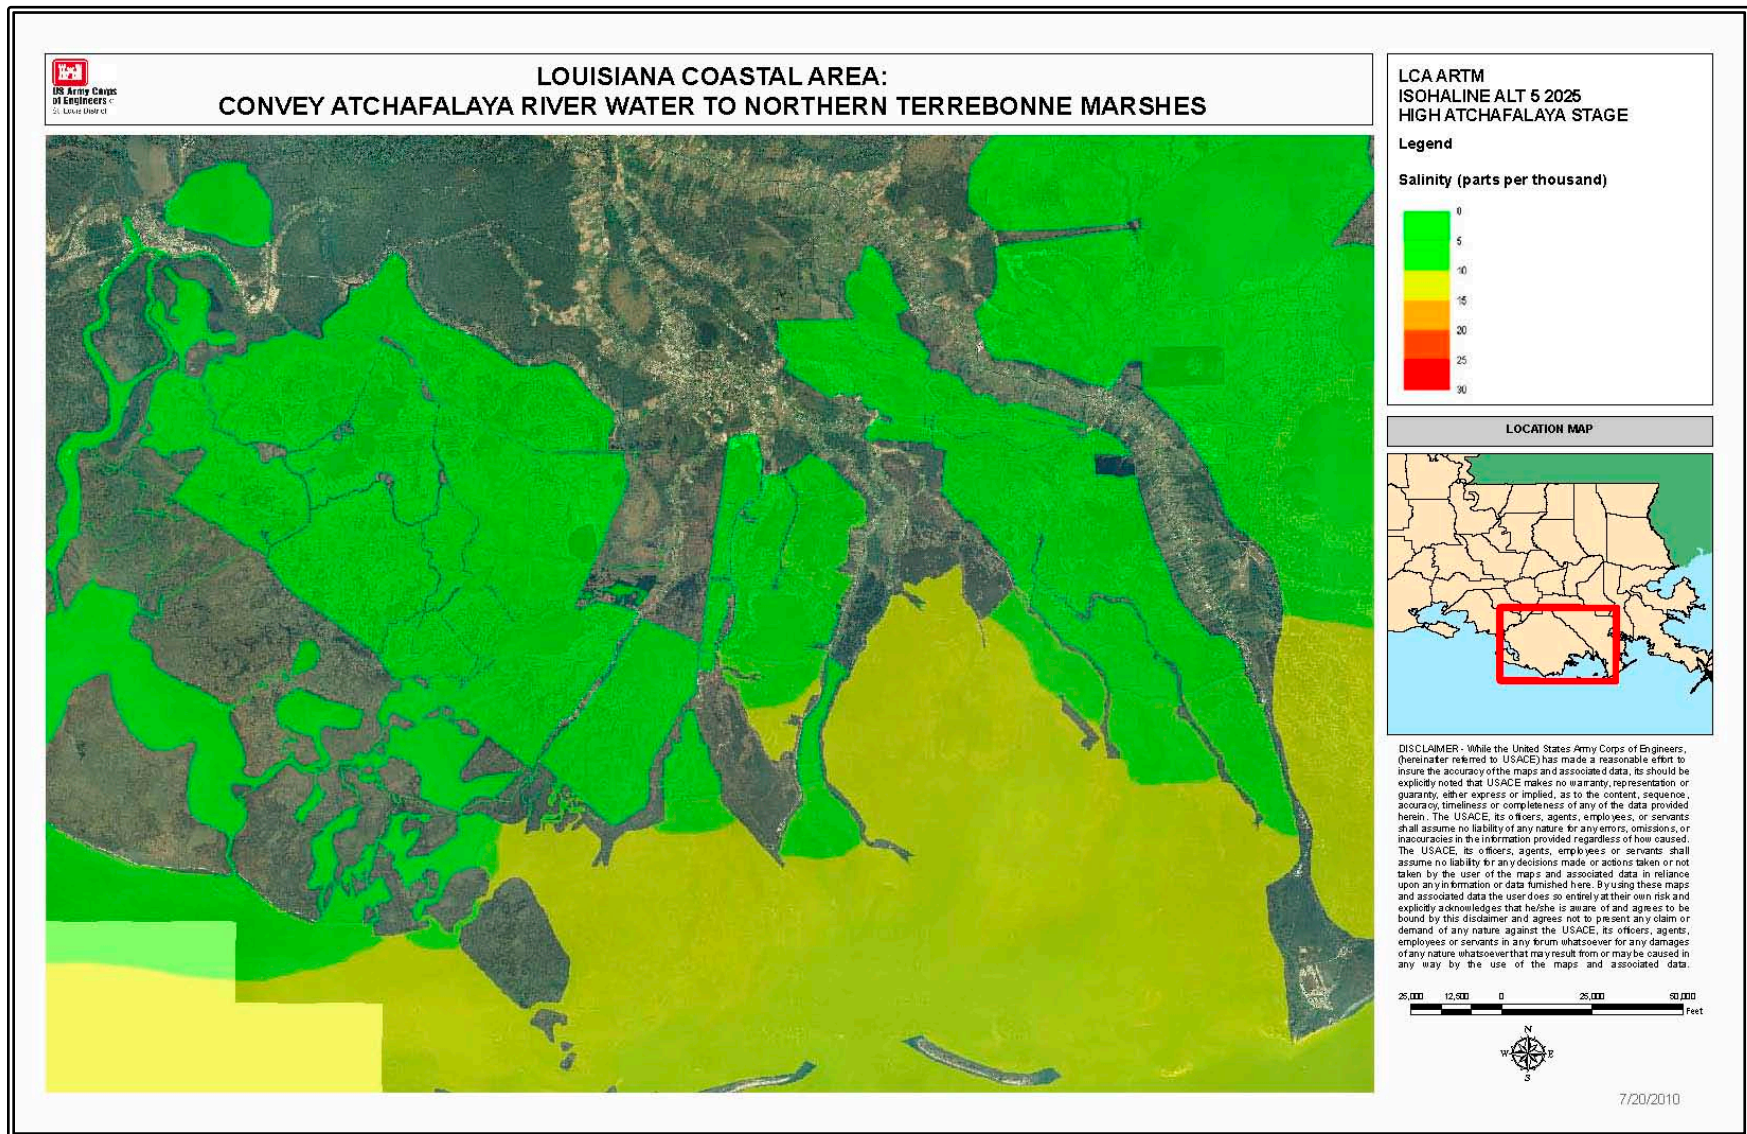 US Army Corps
of Engineers
St. Louis District
LOUISIANA COASTAL AREA:
CONVEY ATCHAFALAYA RIVER WATER TO NORTHERN TERREBONNE MARSHES
LCA ARTM
ISOHALINE ALT 5 2025
HIGH ATCHAFALAYA STAGE
Legend
Salinity (parts per thousand)
0
5
10
15
20
25
30
LOCATION MAP
DISCLAIMER - While the United States Army Corps of Engineers,
(hereinafter referred to USACE) has made a reasonable effort to
insure the accuracy of the maps and associated data, its should be
explicitly noted that USACE makes no warranty, representation or
guaranty, either express or implied, as to the content, sequence,
accuracy, timeliness or completeness of any of the data provided
herein. The USACE, its officers, agents, employees, or servants
shall assume no liability of any nature for any errors, omissions, or
inaccuracies in the information provided regardless of how caused.
The USACE, its officers, agents, employees or servants shall
assume no liability for any decisions made or actions taken or not
taken by the user of the maps and associated data in reliance
upon any information or data furnished here. By using these maps
and associated data the user does so entirely at their own risk and
explicitly acknowledges that he/she is aware of and agrees to be
bound by this disclaimer and agrees not to present any claim or
demand of any nature against the USACE, its officers, agents,
employees or servants in any forum whatsoever for any damages
of any nature whatsoever that may result from or may be caused in
any way by the use of the maps and associated data.
25,000 12,500 0 25,000 50,000
Feet
N
W E
S
7/20/2010